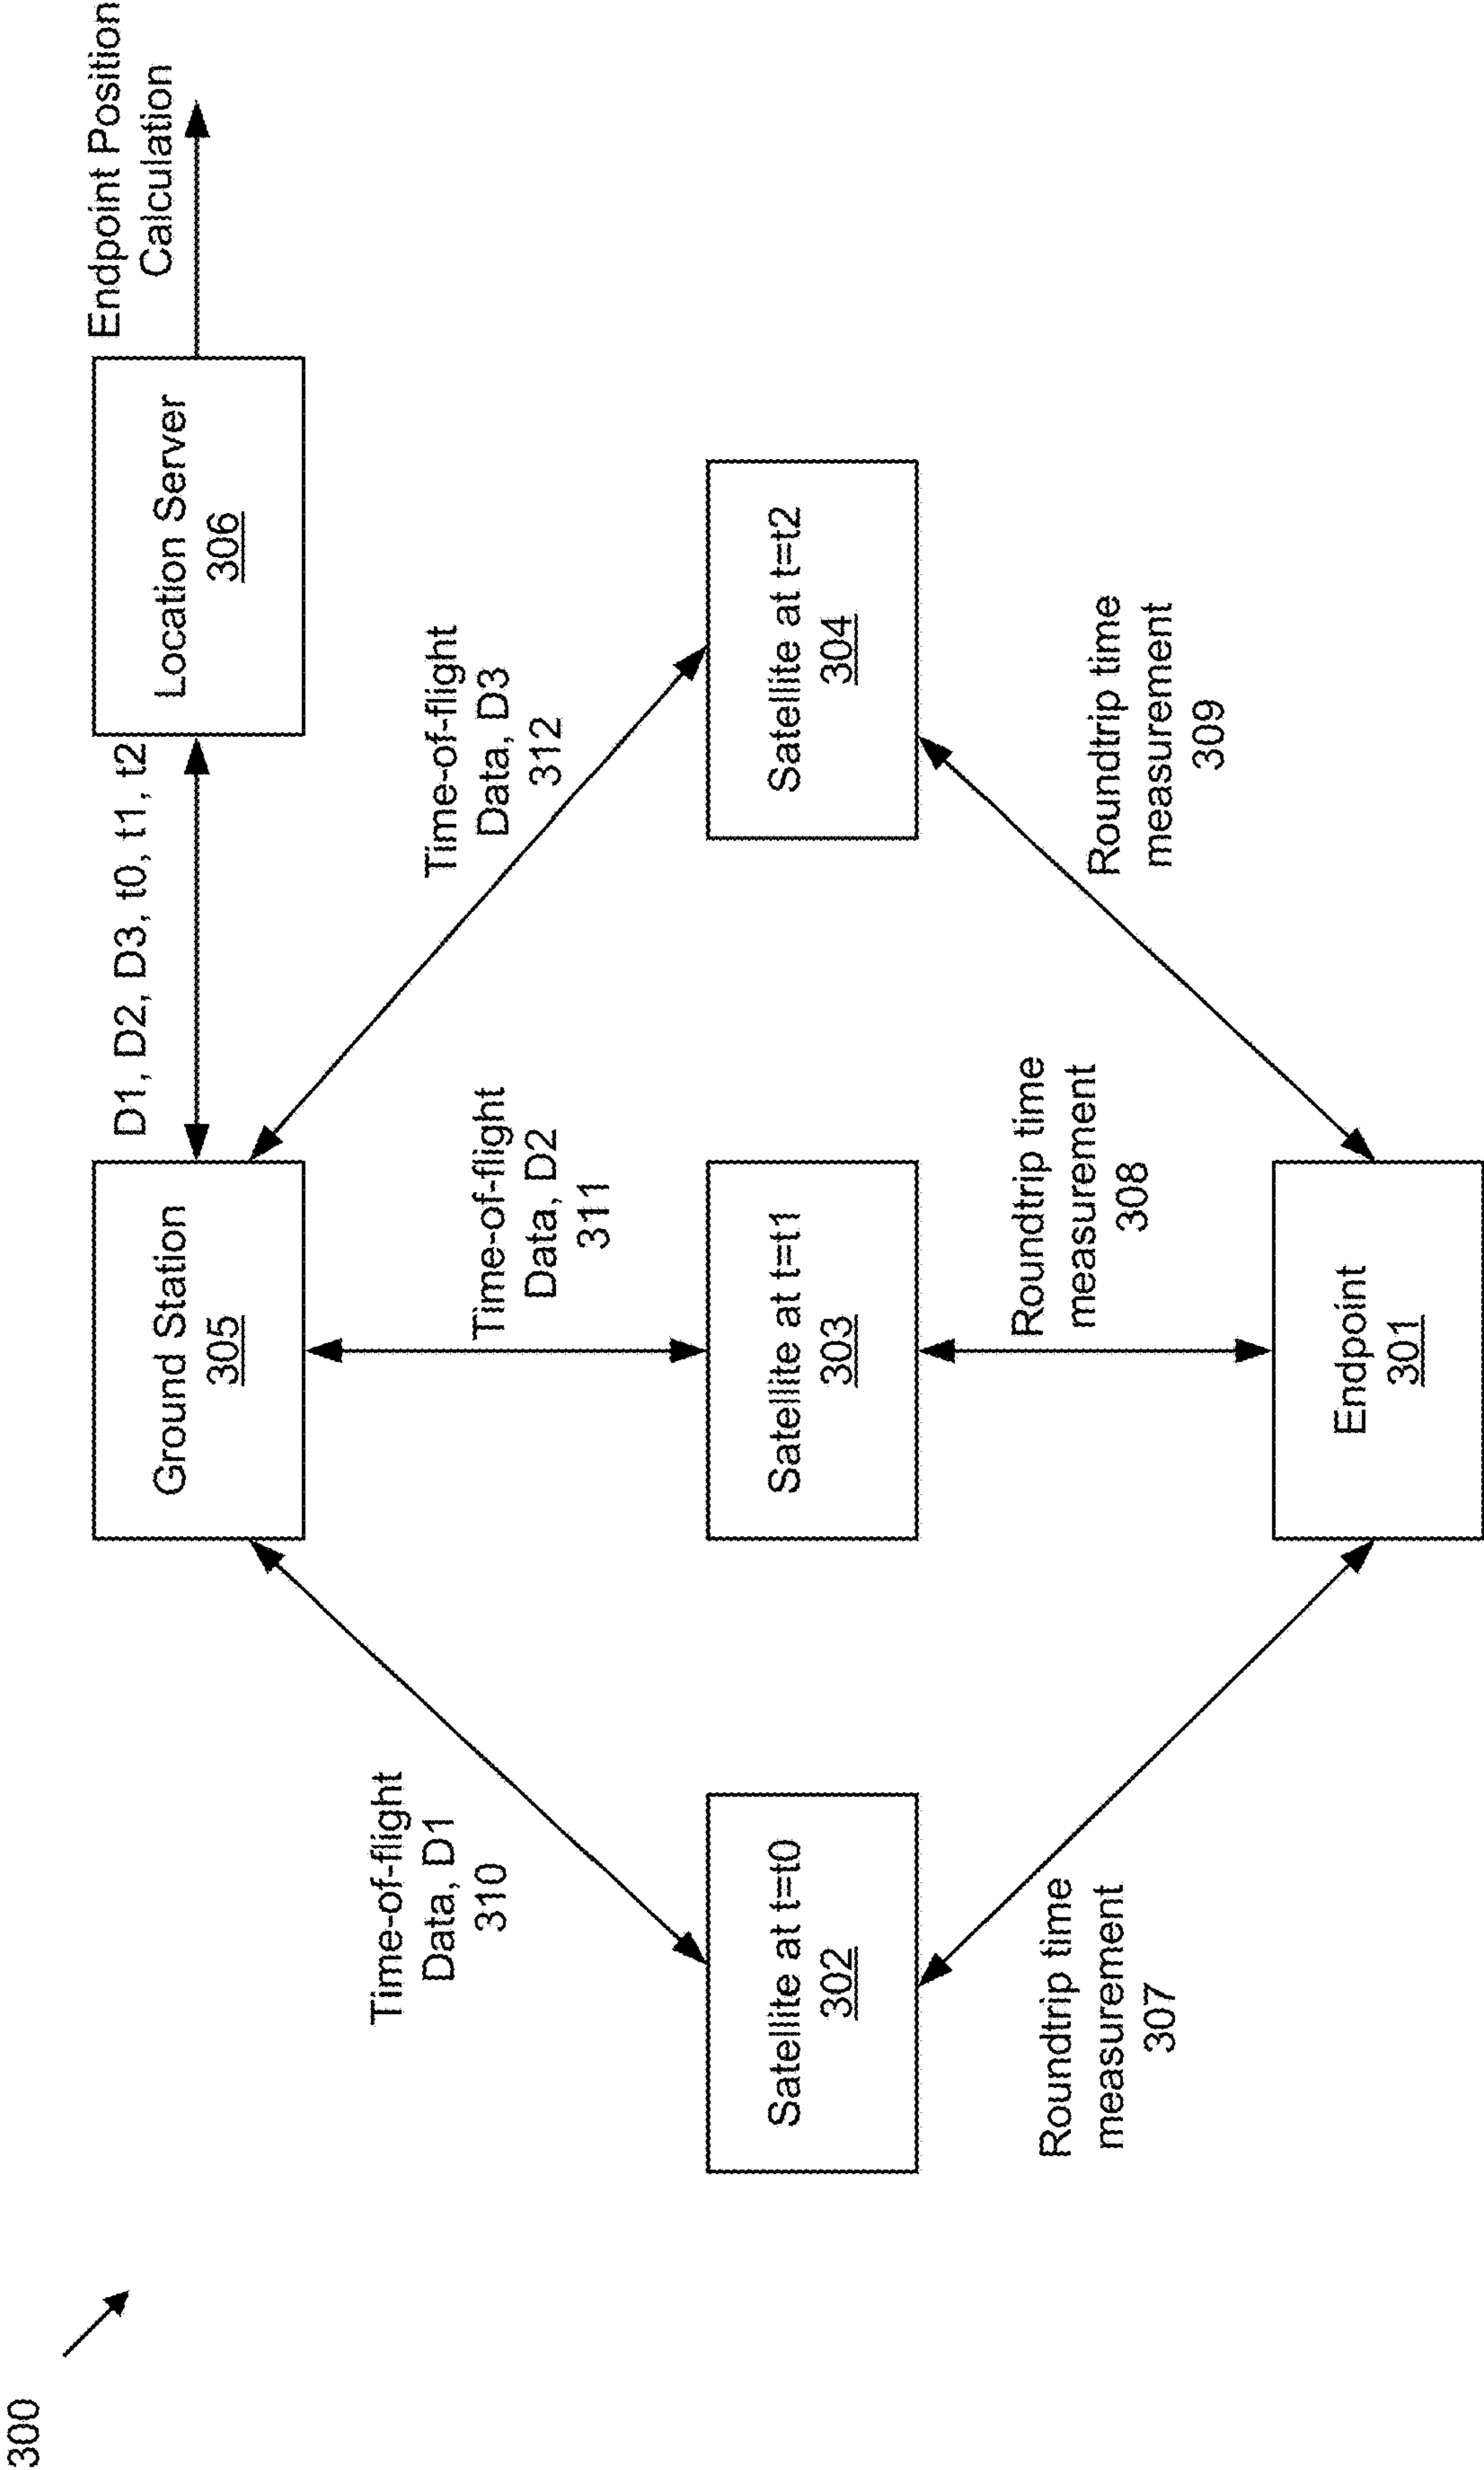 300
Ground Station
305
D1, D2, D3, t0, t1, t2
Location Server
306
Endpoint Position
Calculation
Time-of-flight
Data, D1
310
Time-of-flight
Data, D2
311
Time-of-flight
Data, D3
312
Satellite at t=t0
302
Satellite at t=t1
303
Satellite at t=t2
304
Roundtrip time
measurement
307
Roundtrip time
measurement
308
Roundtrip time
measurement
309
Endpoint
301